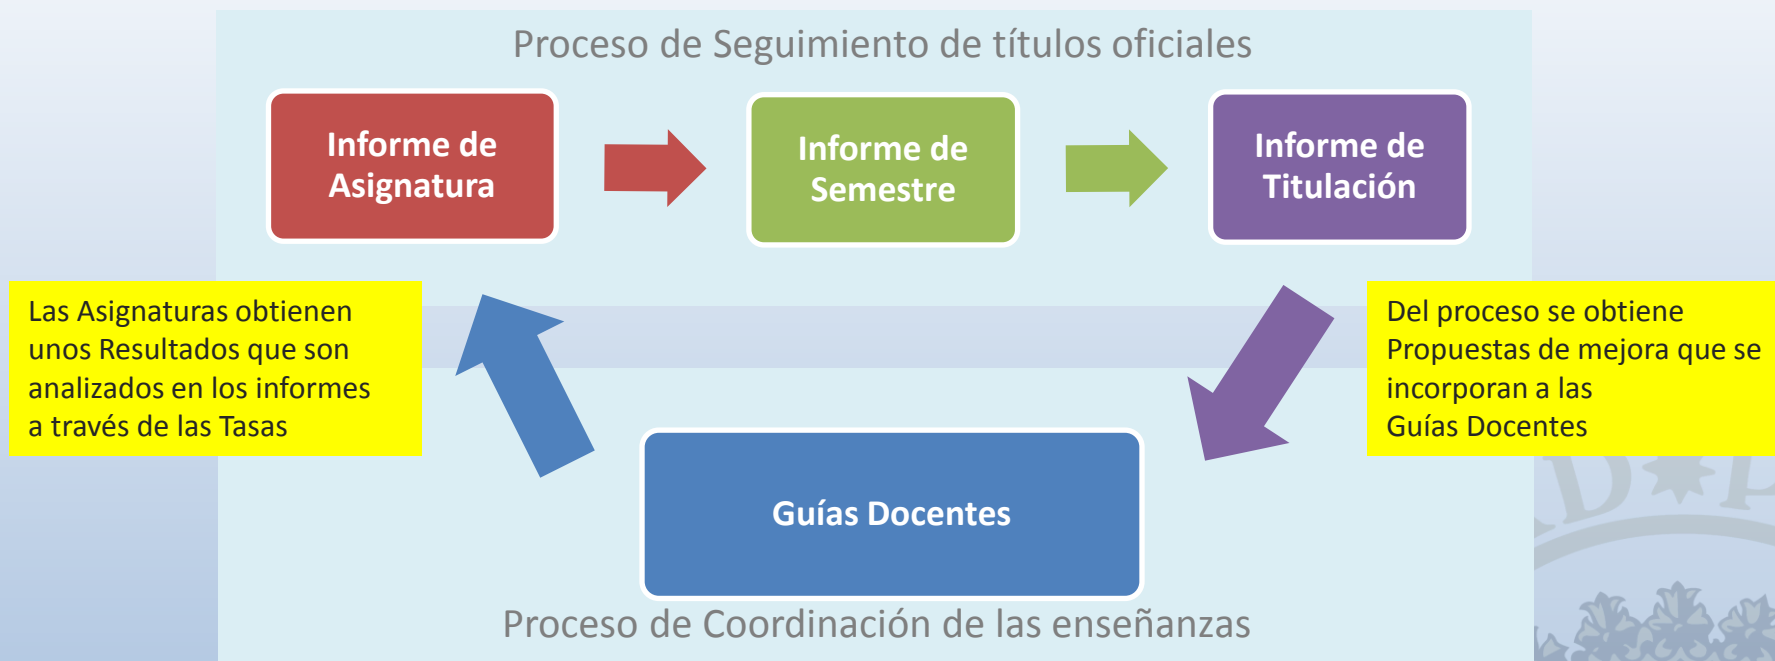 Proceso de Seguimiento de títulos oficiales
Informe de
Asignatura
Informe de
Semestre
Informe de
Titulación
Las Asignaturas obtienen
unos Resultados que son
analizados en los informes
a través de las Tasas
Del proceso se obtiene
Propuestas de mejora que se
incorporan a las
Guías Docentes
Guías Docentes
Proceso de Coordinación de las enseñanzas